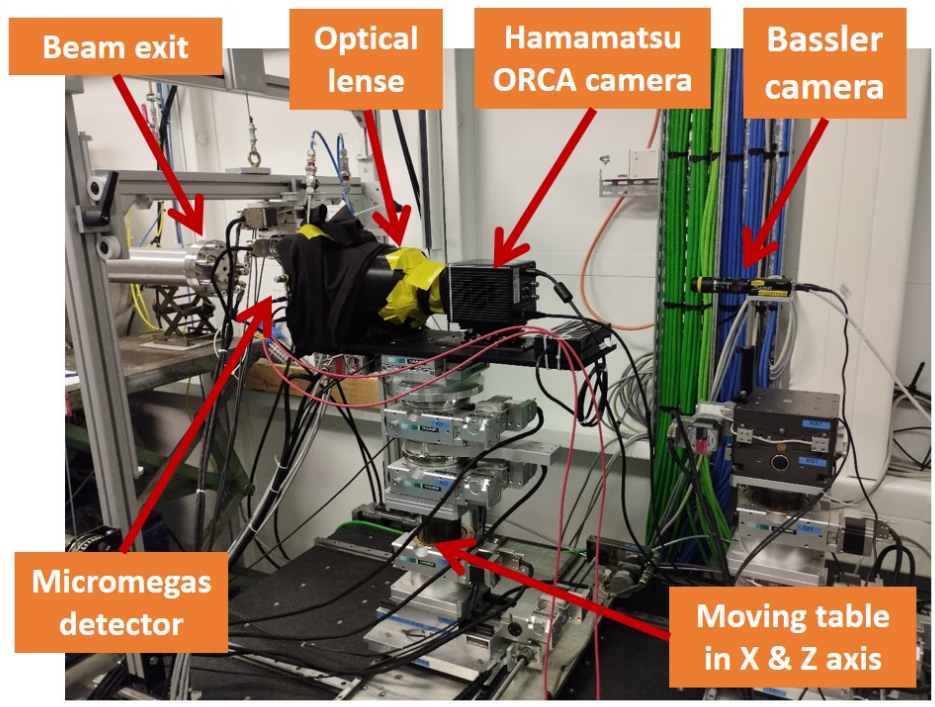 Beam exit
Optical
lense
Hamamatsu
ORCA camera
Bassler
camera
Micromegas
detector
Moving table
in X & Z axis